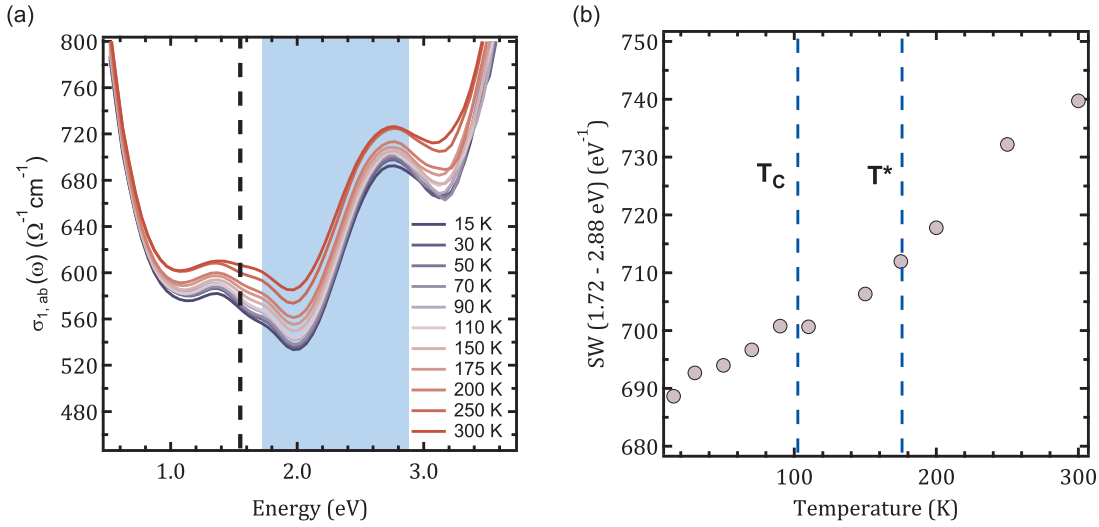 (a)
800
760
720
680
640
600
560
520
480
σ1, ab (ω) (Ω-1 cm-1)
1.0
2.0
3.0
Energy (eV)
15 K
30 K
50 K
70 K
90 K
110 K
150 K
175 K
200 K
250 K
300 K
(b)
750
740
730
720
710
700
690
680
SW (1.72 - 2.88 eV) (eV-1)
TC
T*
100
200
300
Temperature (K)